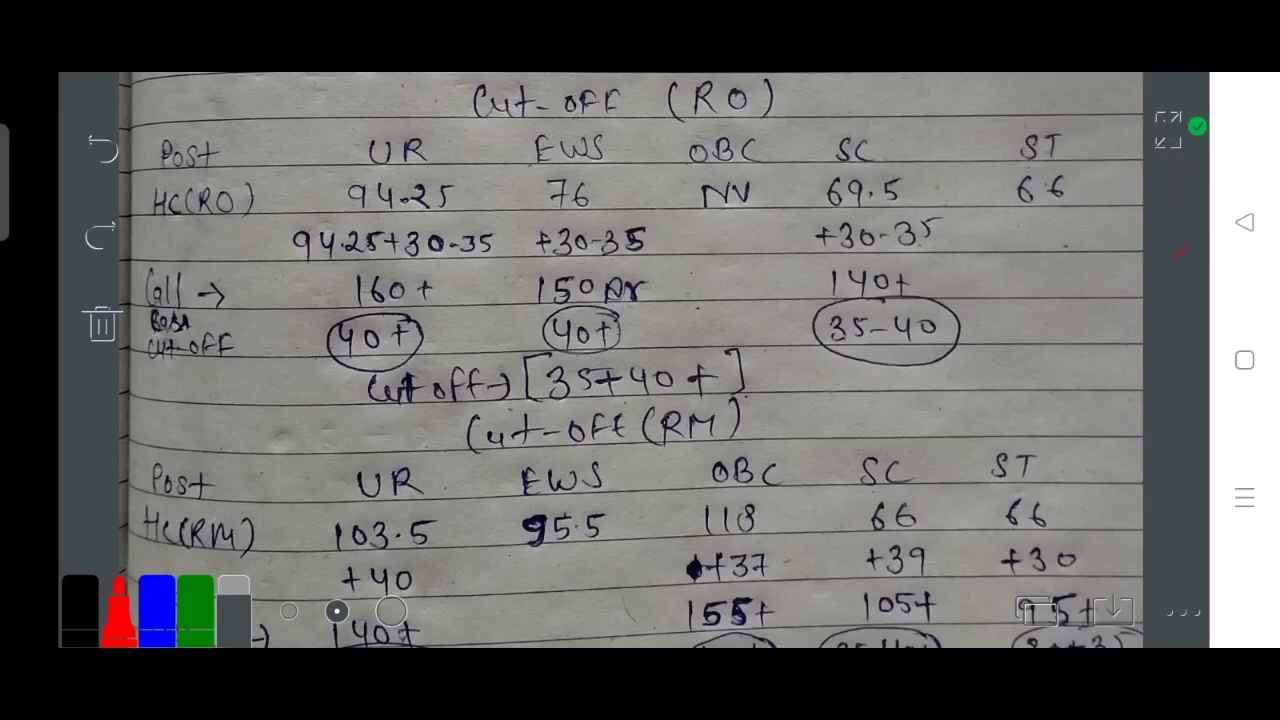 Cut-off (RO)
Post UR EWS OBC SC ST
HC(RO) 94.25 76 NV 69.5 66
94.25+30-35 +30-35 +30-35
Call → 160+ 150 140+
cut-off 40+ 40+ 35-40
Cut off→ [35+40+]
Cut-off (RM)
Post UR EWS OBC SC ST
HC(RM) 103.5 95.5 118 66 66
+40 +37 +39 +30
140+ 155+ 105+ 95+